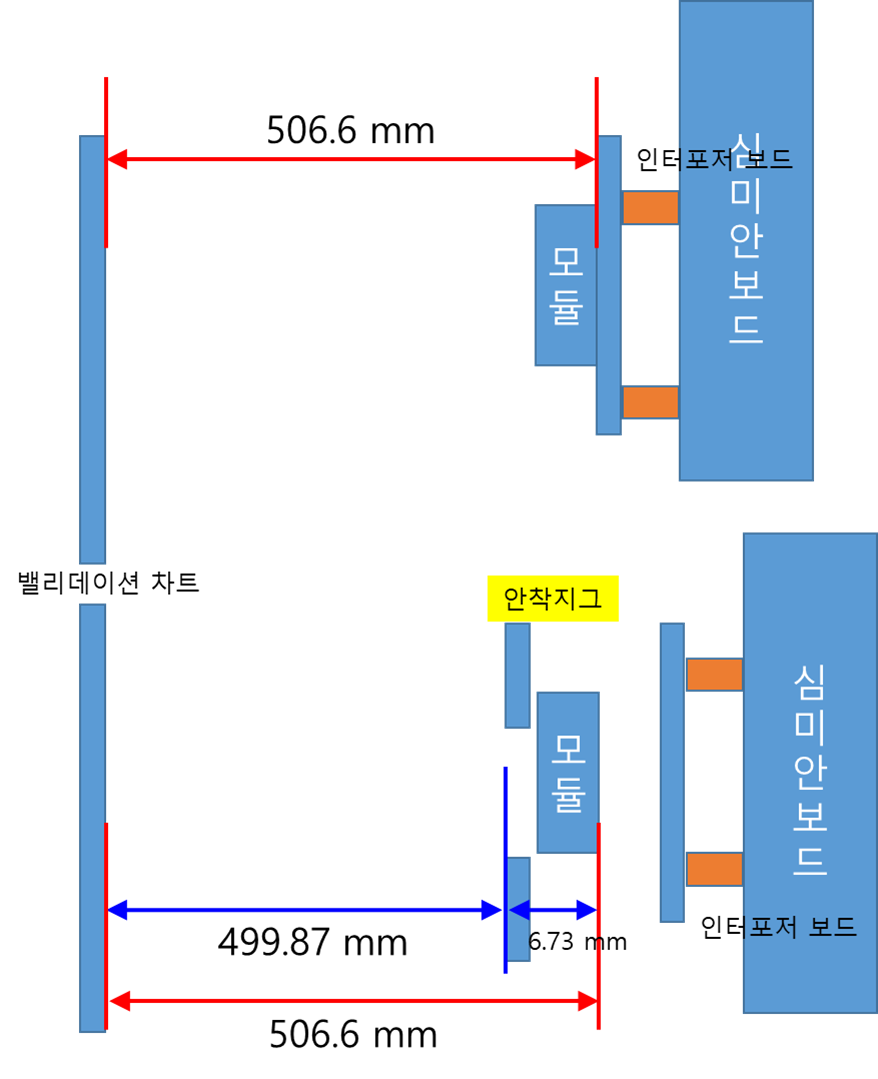 506.6 mm
인터포저 보드
심미안보드
모듈
밸리데이션 차트
안착지그
심미안보드
모듈
인터포저 보드
499.87 mm
6.73 mm
506.6 mm